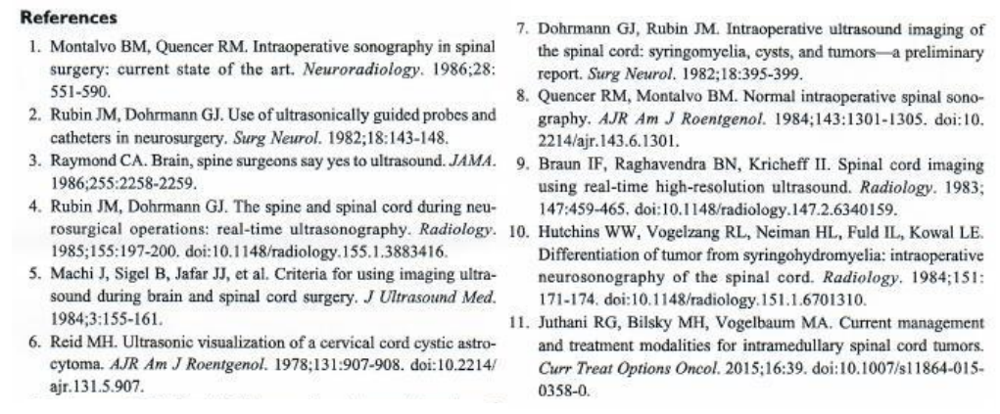 References
1. Montalvo BM, Quencer RM. Intraoperative sonography in spinal
surgery: current state of the art. Neuroradiology. 1986;28:
551-590.
2. Rubin JM, Dohrmann GJ. Use of ultrasonically guided probes and
catheters in neurosurgery. Surg Neurol. 1982;18:143-148.
3. Raymond CA. Brain, spine surgeons say yes to ultrasound. JAMA.
1986;255:2258-2259.
4. Rubin JM, Dohrmann GJ. The spine and spinal cord during neu-
rosurgical operations: real-time ultrasonography. Radiology.
1985;155:197-200. doi:10.1148/radiology.155.1.3883416.
5. Machi J, Sigel B, Jafar JJ, et al. Criteria for using imaging ultra-
sound during brain and spinal cord surgery. J Ultrasound Med.
1984;3:155-161.
6. Reid MH. Ultrasonic visualization of a cervical cord cystic astro-
cytoma. AJR Am J Roentgenol. 1978;131:907-908. doi:10.2214/
ajr.131.5.907.
7. Dohrmann GJ, Rubin JM. Intraoperative ultrasound imaging of
the spinal cord: syringomyelia, cysts, and tumors—a preliminary
report. Surg Neurol. 1982;18:395-399.
8. Quencer RM, Montalvo BM. Normal intraoperative spinal sono-
graphy. AJR Am J Roentgenol. 1984;143:1301-1305. doi:10.
2214/ajr.143.6.1301.
9. Braun IF, Raghavendra BN, Kricheff II. Spinal cord imaging
using real-time high-resolution ultrasound. Radiology. 1983;
147:459-465. doi:10.1148/radiology.147.2.6340159.
10. Hutchins WW, Vogelzang RL, Neiman HL, Fuld IL, Kowal LE.
Differentiation of tumor from syringohydromyelia: intraoperative
neurosonography of the spinal cord. Radiology. 1984;151:
171-174. doi:10.1148/radiology.151.1.6701310.
11. Juthani RG, Bilsky MH, Vogelbaum MA. Current management
and treatment modalities for intramedullary spinal cord tumors.
Curr Treat Options Oncol. 2015;16:39. doi:10.1007/s11864-015-
0358-0.